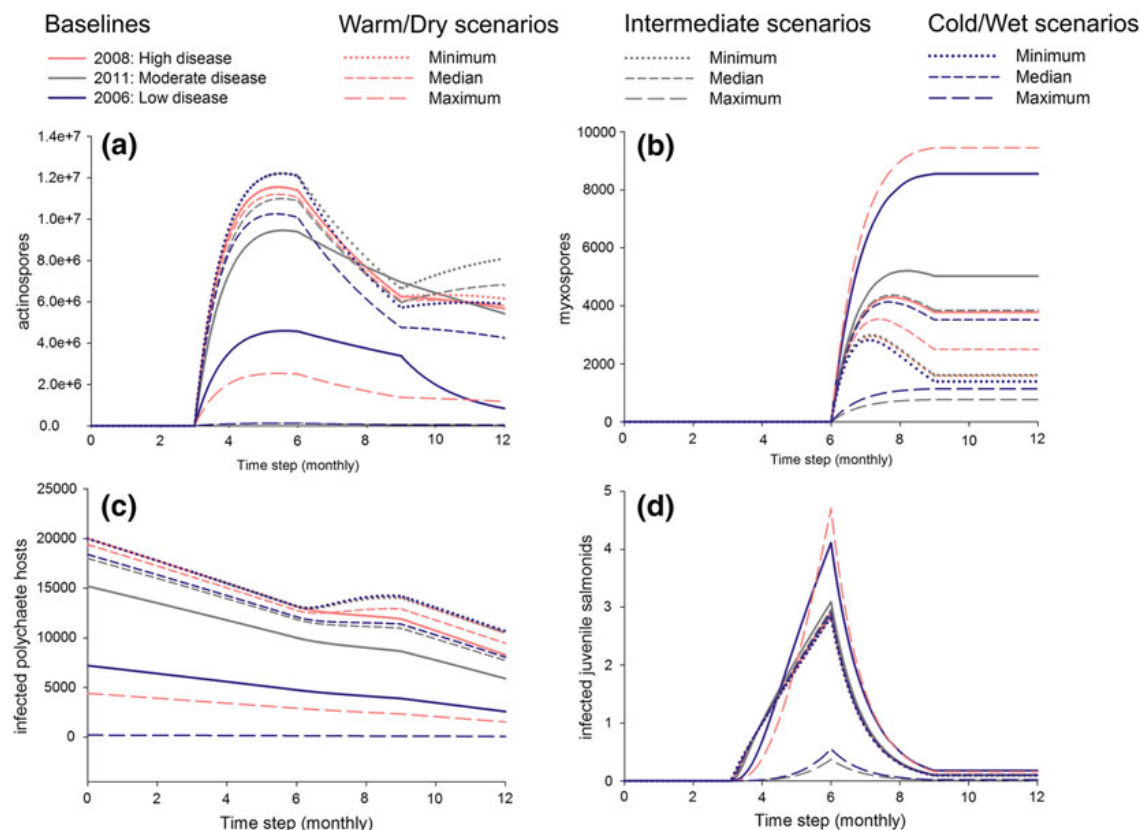 Baselines
2008: High disease
2011: Moderate disease
2006: Low disease
Warm/Dry scenarios
Minimum
Median
Maximum
Intermediate scenarios
Minimum
Median
Maximum
Cold/Wet scenarios
Minimum
Median
Maximum
(a)
actinospores
1.4e+7
1.2e+7
1.0e+7
8.0e+6
6.0e+6
4.0e+6
2.0e+6
0.0
0 2 4 6 8 10 12
Time step (monthly)
(b)
myxospores
10000
8000
6000
4000
2000
0
0 2 4 6 8 10 12
Time step (monthly)
(c)
infected polychaete hosts
25000
20000
15000
10000
5000
0
0 2 4 6 8 10 12
Time step (monthly)
(d)
infected juvenile salmonids
5
4
3
2
1
0
0 2 4 6 8 10 12
Time step (monthly)